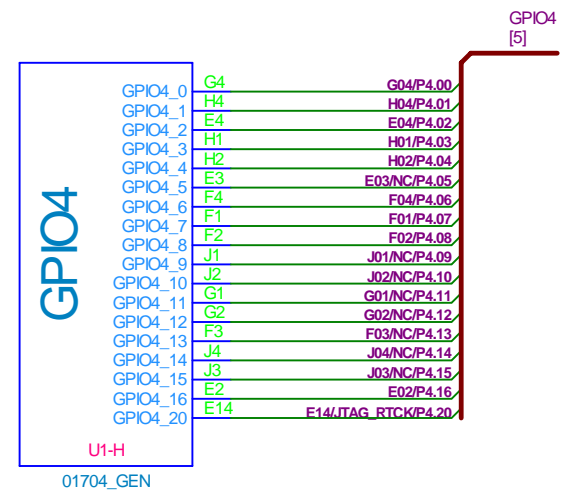 GPIO4
[5]
GPIO4_0 G4 G04/P4.00
GPIO4_1 H4 H04/P4.01
GPIO4_2 E4 E04/P4.02
GPIO4_3 H1 H01/P4.03
GPIO4_4 H2 H02/P4.04
GPIO4_5 E3 E03/NC/P4.05
GPIO4_6 F4 F04/P4.06
GPIO4_7 F1 F01/P4.07
GPIO4_8 F2 F02/P4.08
GPIO4_9 J1 J01/NC/P4.09
GPIO4_10 J2 J02/NC/P4.10
GPIO4_11 G1 G01/NC/P4.11
GPIO4_12 G2 G02/NC/P4.12
GPIO4_13 F3 F03/NC/P4.13
GPIO4_14 J4 J04/NC/P4.14
GPIO4_15 J3 J03/NC/P4.15
GPIO4_16 E2 E02/P4.16
GPIO4_20 E14 E14/JTAG_RTCK/P4.20
GPIO4
U1-H
01704_GEN